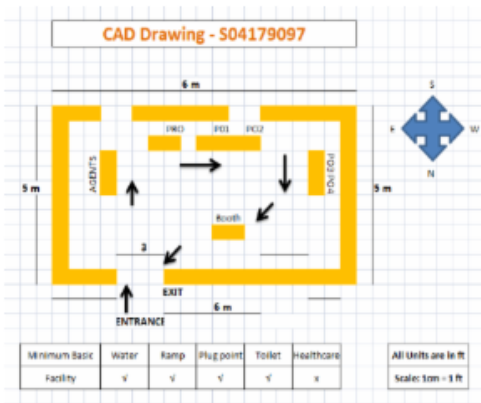 CAD Drawing - S04179097
6 m
S
PRO PO1 PO2
E W
AGENTS
PO3 PO4
N
5 m
5 m
Booth
3
EXIT
6 m
ENTRANCE
Minimum Basic Water Ramp Plug point Toilet Healthcare
Facility √ √ √ √ x
All Units are in ft
Scale: 1cm = 1 ft